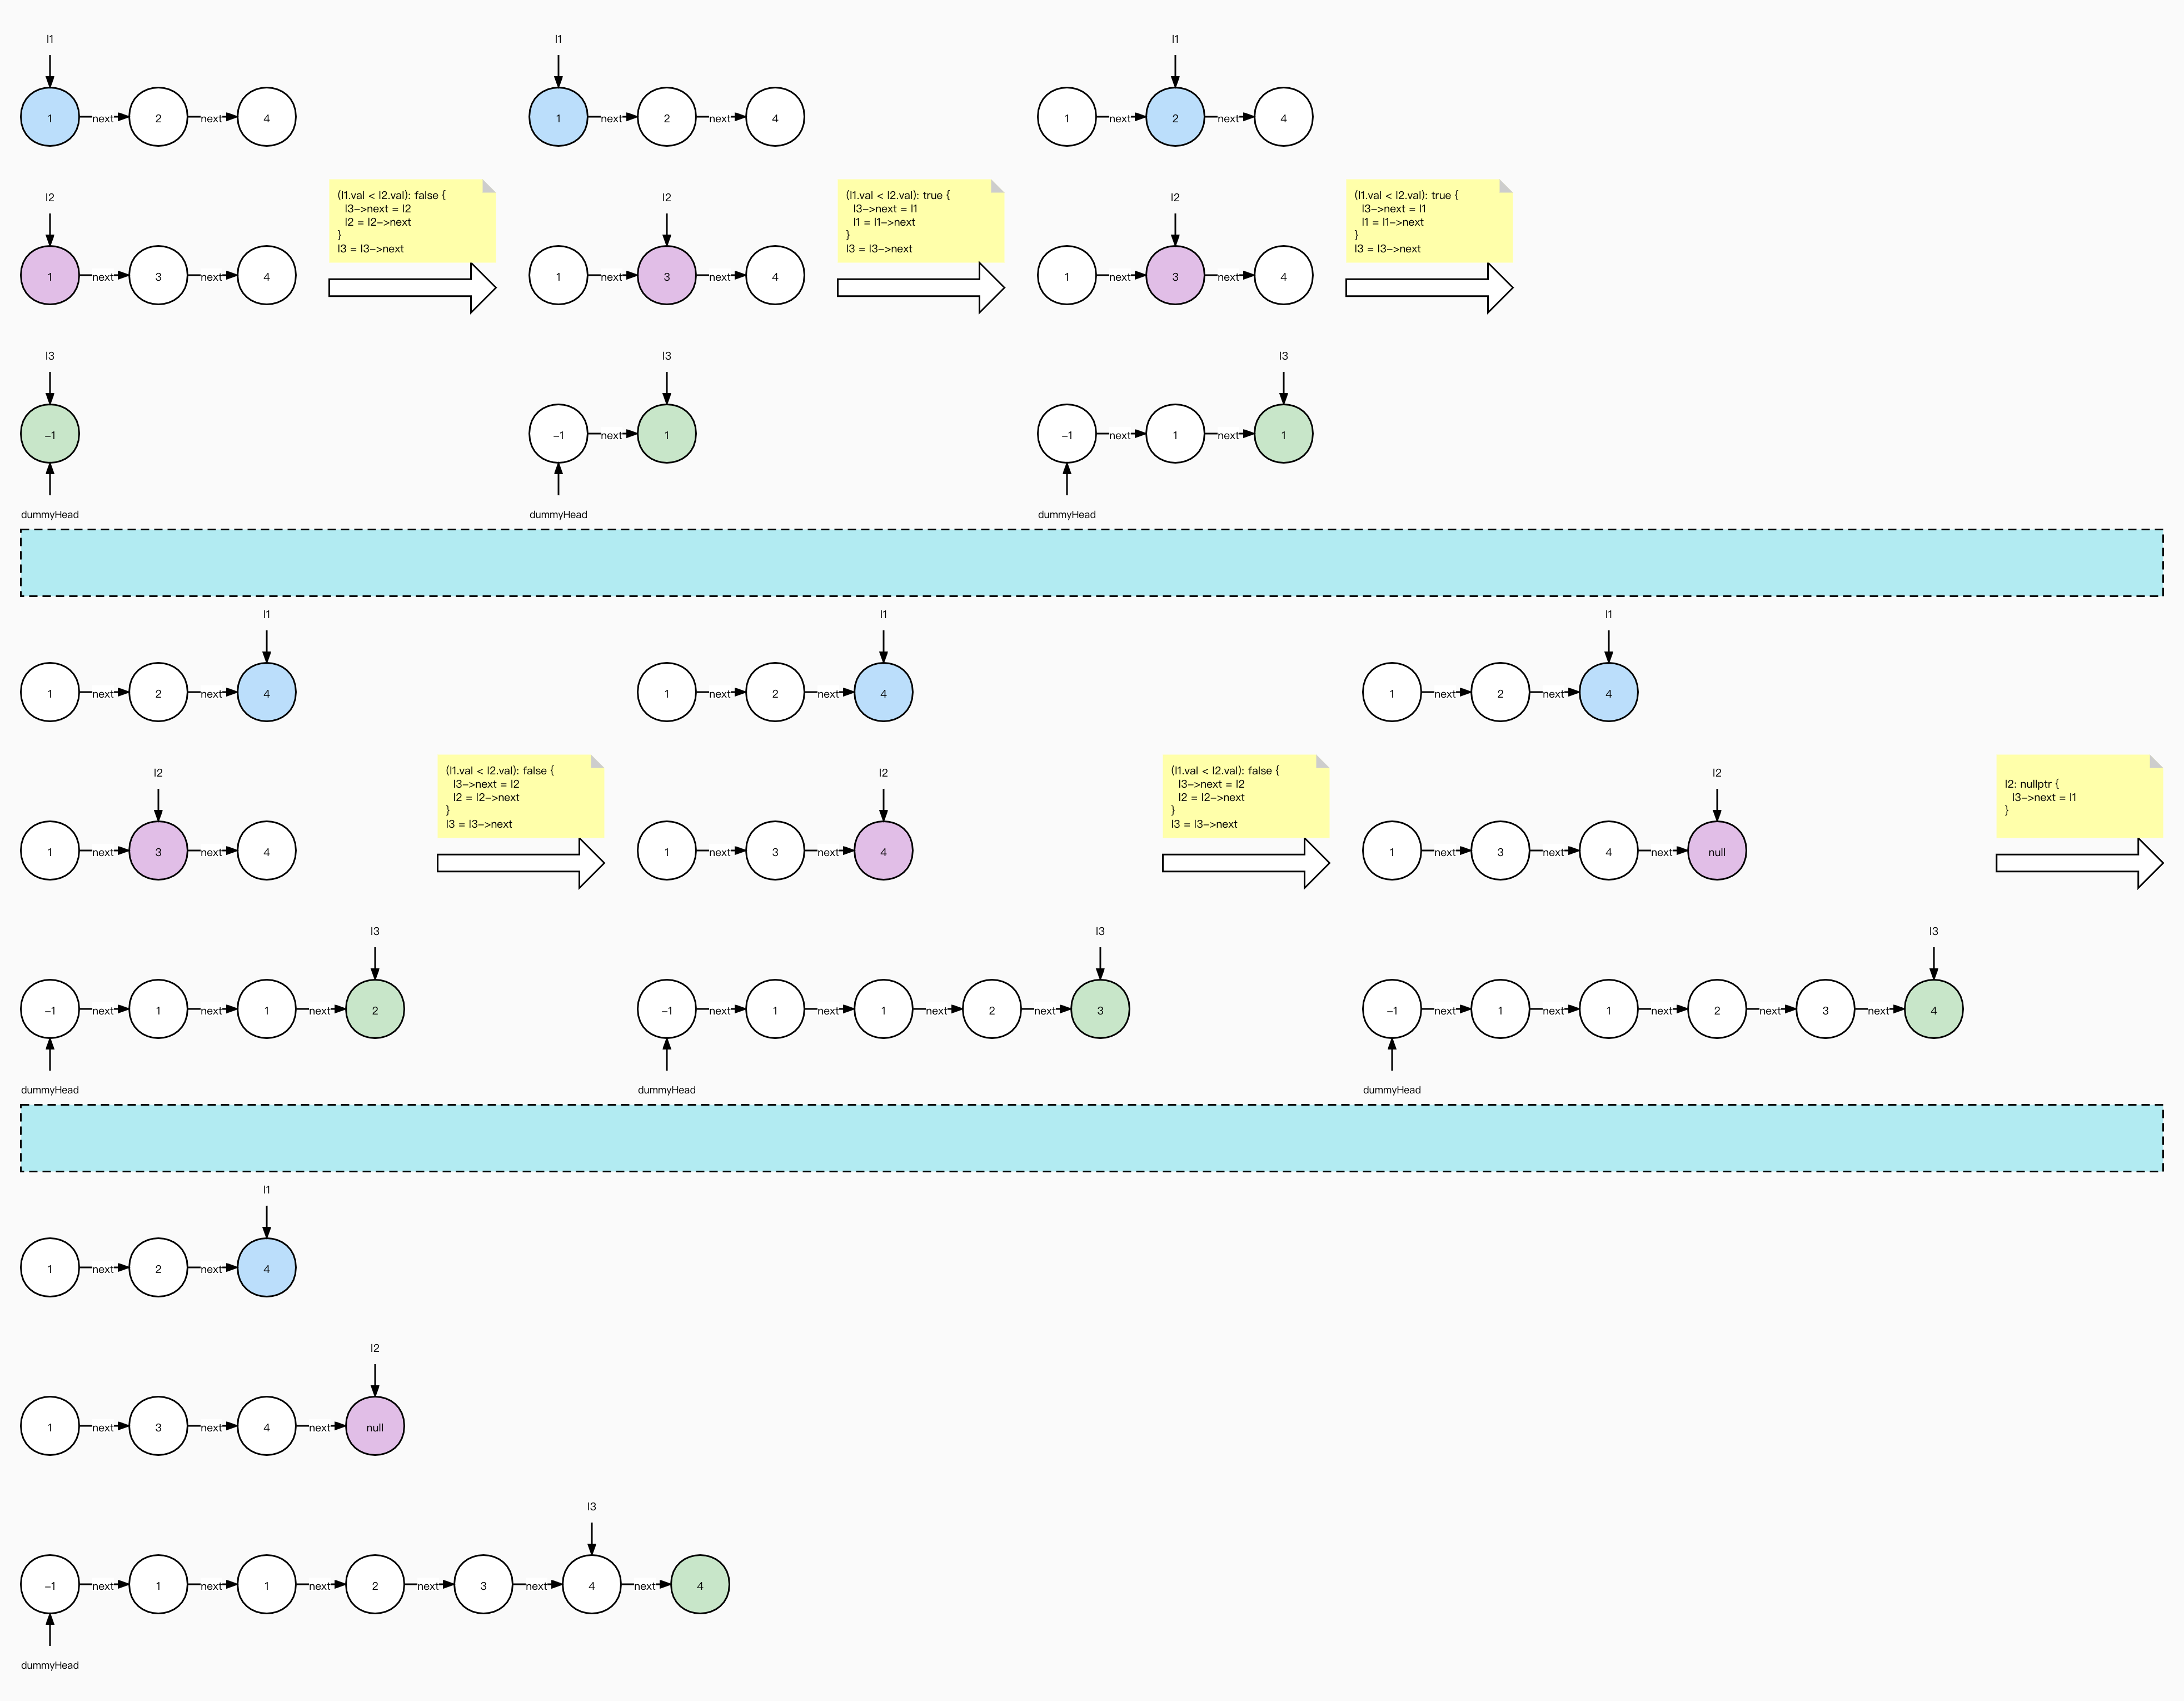 l1
l1
l1
1 next 2 next 4
1 next 2 next 4
1 next 2 next 4
l2
l2
l2
(l1.val < l2.val): false {
l3->next = l2
l2 = l2->next
}
l3 = l3->next
(l1.val < l2.val): true {
l3->next = l1
l1 = l1->next
}
l3 = l3->next
(l1.val < l2.val): true {
l3->next = l1
l1 = l1->next
}
l3 = l3->next
1 next 3 next 4
1 next 3 next 4
1 next 3 next 4
l3
l3
l3
-1
-1 next 1
-1 next 1 next 1
dummyHead
dummyHead
dummyHead
l1
l1
l1
1 next 2 next 4
1 next 2 next 4
1 next 2 next 4
l2
l2
l2
(l1.val < l2.val): false {
l3->next = l2
l2 = l2->next
}
l3 = l3->next
(l1.val < l2.val): false {
l3->next = l2
l2 = l2->next
}
l3 = l3->next
l2: nullptr {
l3->next = l1
}
1 next 3 next 4
1 next 3 next 4
1 next 3 next 4 next null
l3
l3
l3
-1 next 1 next 1 next 2
-1 next 1 next 1 next 2 next 3
-1 next 1 next 1 next 2 next 3 next 4
dummyHead
dummyHead
dummyHead
l1
1 next 2 next 4
l2
1 next 3 next 4 next null
l3
-1 next 1 next 1 next 2 next 3 next 4 next 4
dummyHead